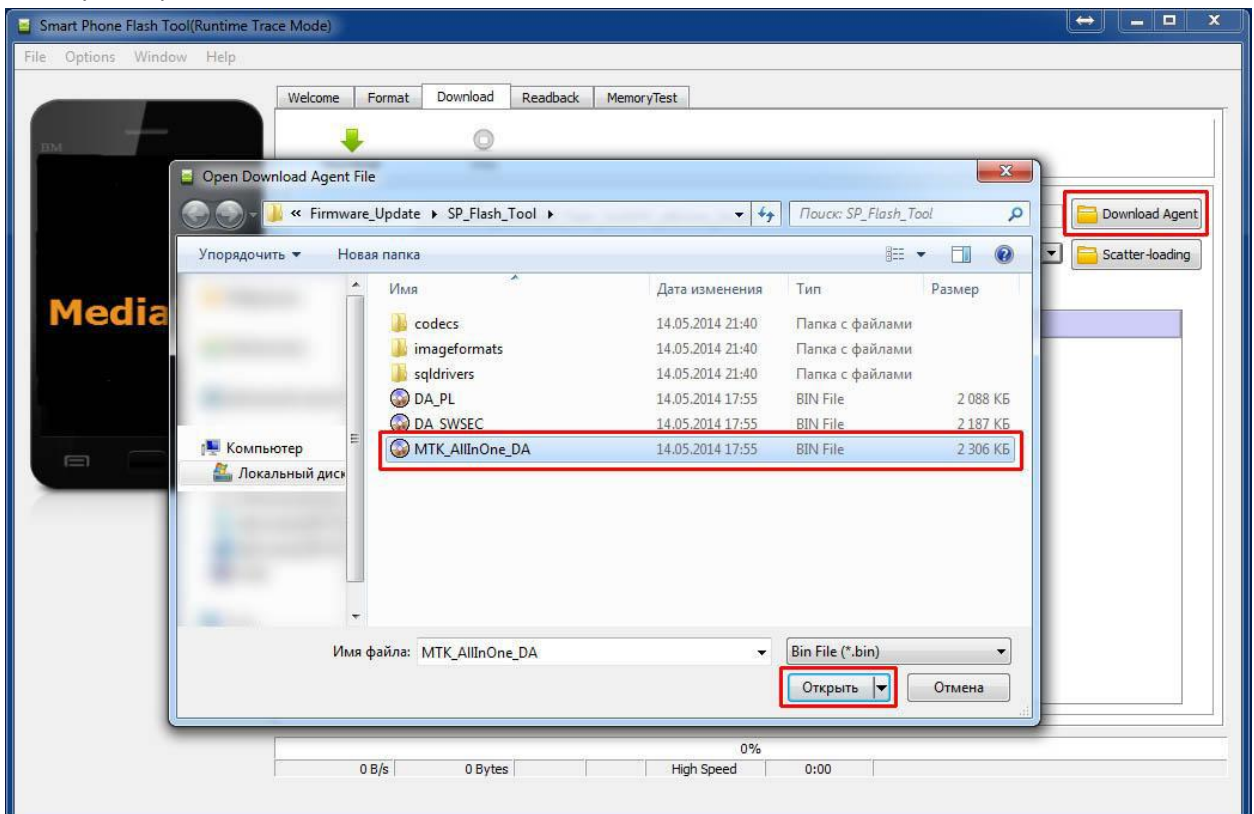 Smart Phone Flash Tool(Runtime Trace Mode)
File Options Window Help
Welcome Format Download Readback MemoryTest
BM
Open Download Agent File
« Firmware_Update SP_Flash_Tool
Поиск: SP_Flash_Tool
Download Agent
Упорядочить Новая папка
Scatter-loading
Имя Дата изменения Тип Размер
Media
codecs 14.05.2014 21:40 Папка с файлами
imageformats 14.05.2014 21:40 Папка с файлами
sqldrivers 14.05.2014 21:40 Папка с файлами
DA_PL 14.05.2014 17:55 BIN File 2 088 КБ
DA_SWSEC 14.05.2014 17:55 BIN File 2 187 КБ
Компьютер
MTK_AllInOne_DA 14.05.2014 17:55 BIN File 2 306 КБ
Локальный диск
Имя файла: MTK_AllInOne_DA Bin File (*.bin)
Открыть Отмена
0%
0 B/s 0 Bytes High Speed 0:00